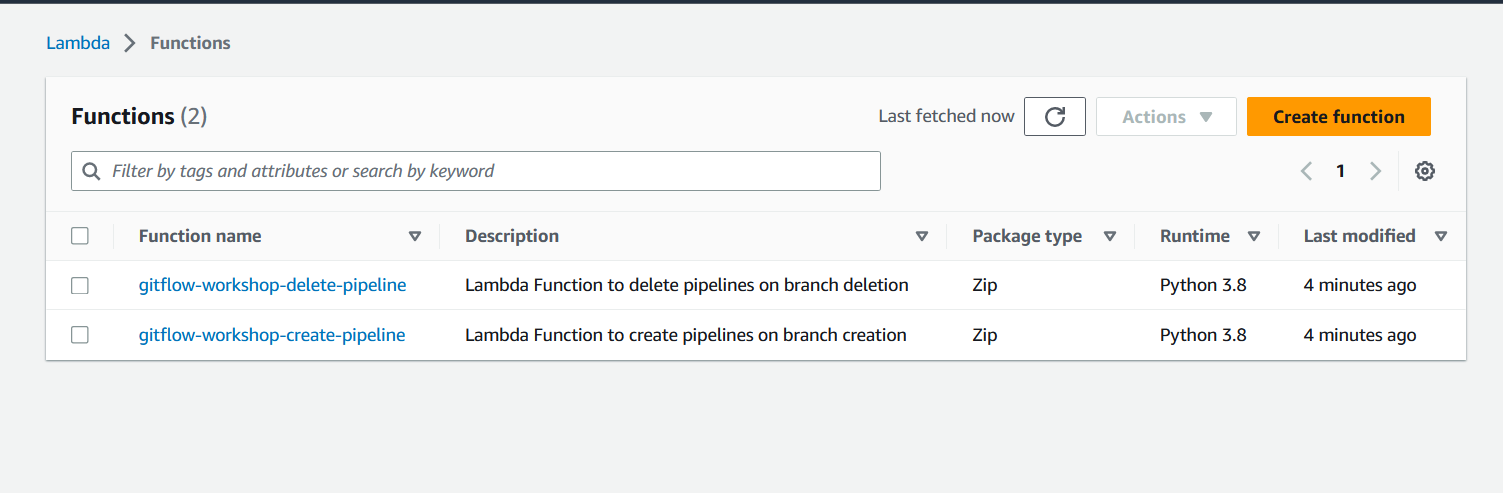 Lambda Functions
Functions (2) Last fetched now Actions Create function
Filter by tags and attributes or search by keyword 1
Function name Description Package type Runtime Last modified
gitflow-workshop-delete-pipeline Lambda Function to delete pipelines on branch deletion Zip Python 3.8 4 minutes ago
gitflow-workshop-create-pipeline Lambda Function to create pipelines on branch creation Zip Python 3.8 4 minutes ago